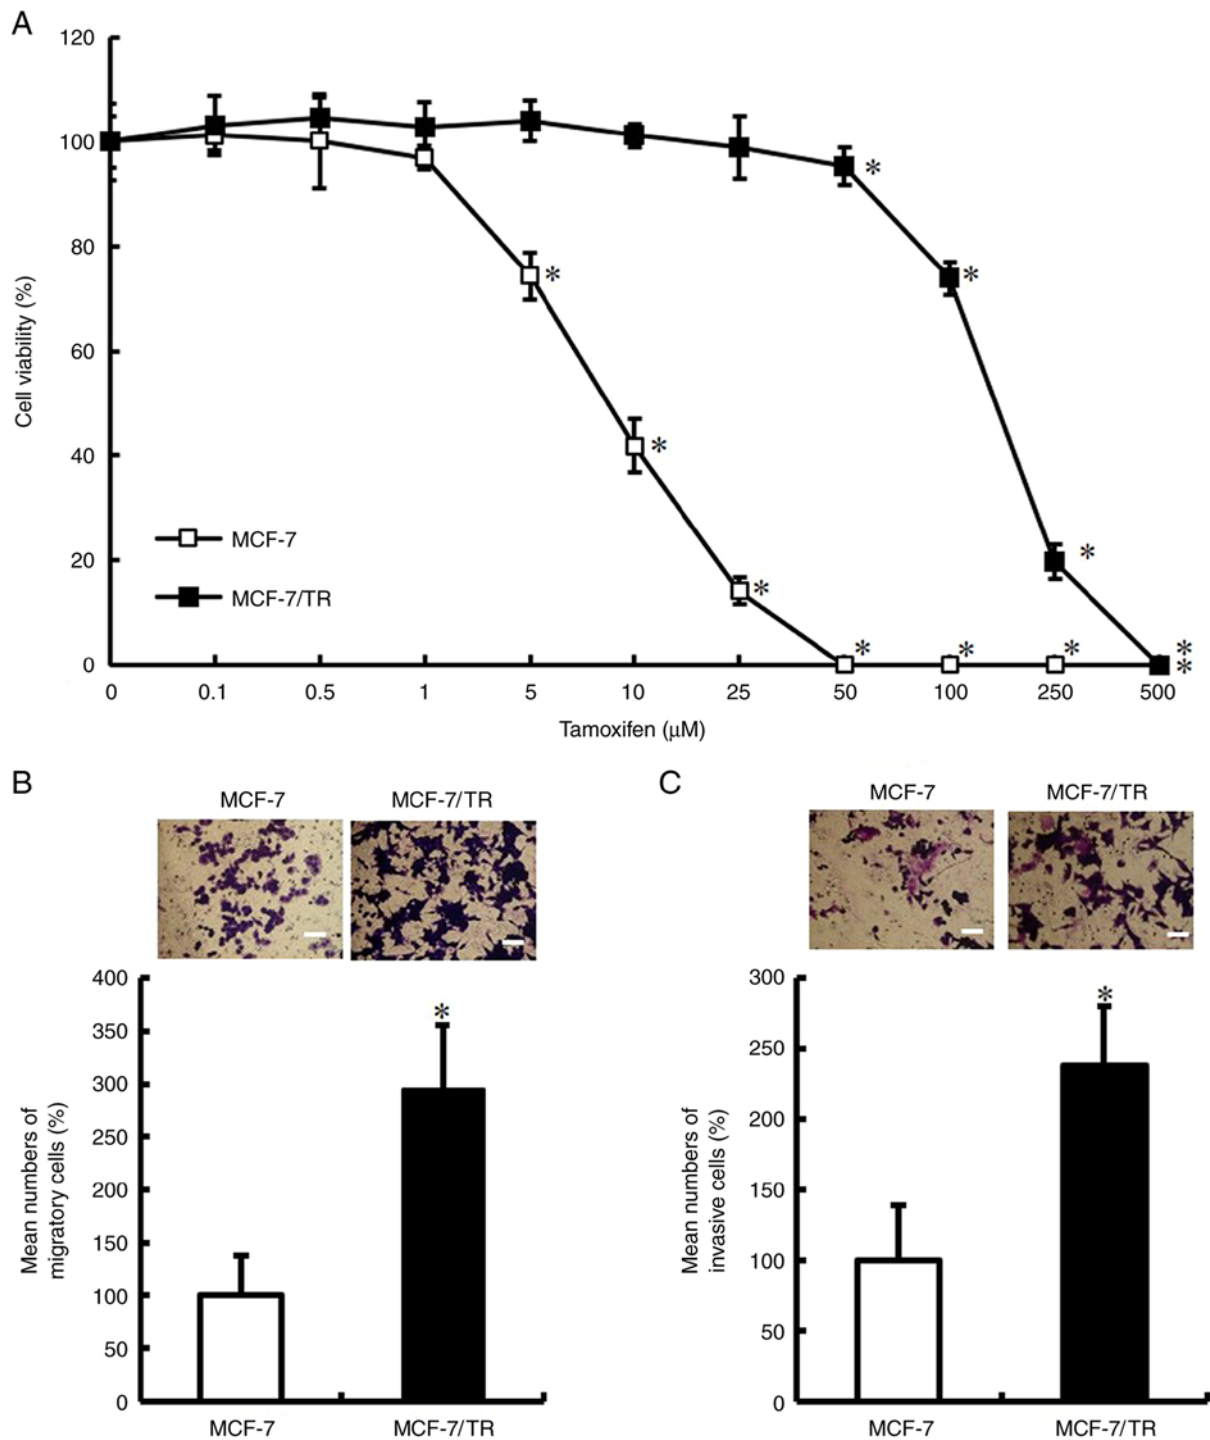 A
120
100
80
60
40
20
0
Cell viability (%)
* * * * * * * * * * * *
MCF-7
MCF-7/TR
0 0.1 0.5 1 5 10 25 50 100 250 500
Tamoxifen (μM)
B
MCF-7 MCF-7/TR
400
350
300
250
200
150
100
50
0
Mean numbers of
migratory cells (%)
*
MCF-7 MCF-7/TR
C
MCF-7 MCF-7/TR
300
250
200
150
100
50
0
Mean numbers of
invasive cells (%)
*
MCF-7 MCF-7/TR